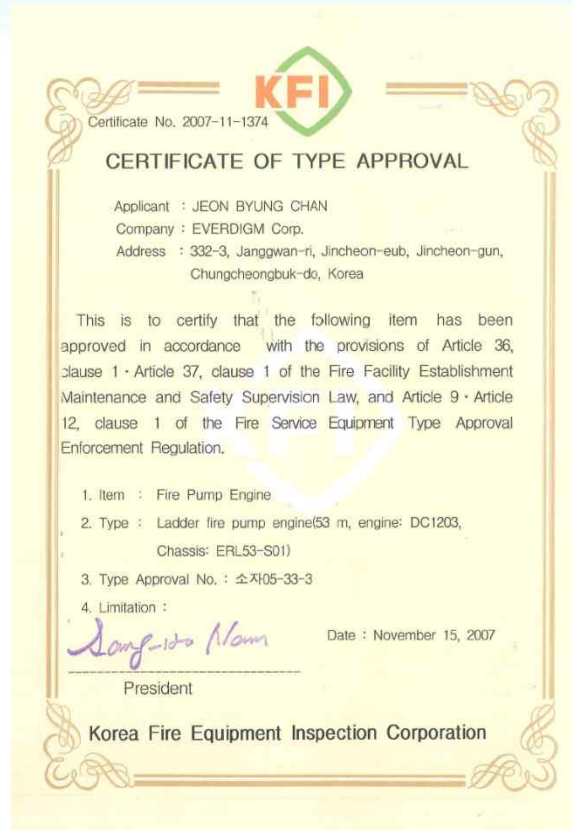 KFI
Certificate No. 2007-11-1374
CERTIFICATE OF TYPE APPROVAL
Applicant : JEON BYUNG CHAN
Company : EVERDIGM Corp.
Address : 332-3, Janggwan-ri, Jincheon-eub, Jincheon-gun,
Chungcheongbuk-do, Korea
This is to certify that the following item has been
approved in accordance with the provisions of Article 36,
clause 1 · Article 37, clause 1 of the Fire Facility Establishment
Maintenance and Safety Supervision Law, and Article 9 · Article
12, clause 1 of the Fire Service Equipment Type Approval
Enforcement Regulation.
1. Item : Fire Pump Engine
2. Type : Ladder fire pump engine(53 m, engine: DC1203,
Chassis: ERL53-S01)
3. Type Approval No. : 소자05-33-3
4. Limitation :
Sang-do Nam
Date : November 15, 2007
President
Korea Fire Equipment Inspection Corporation